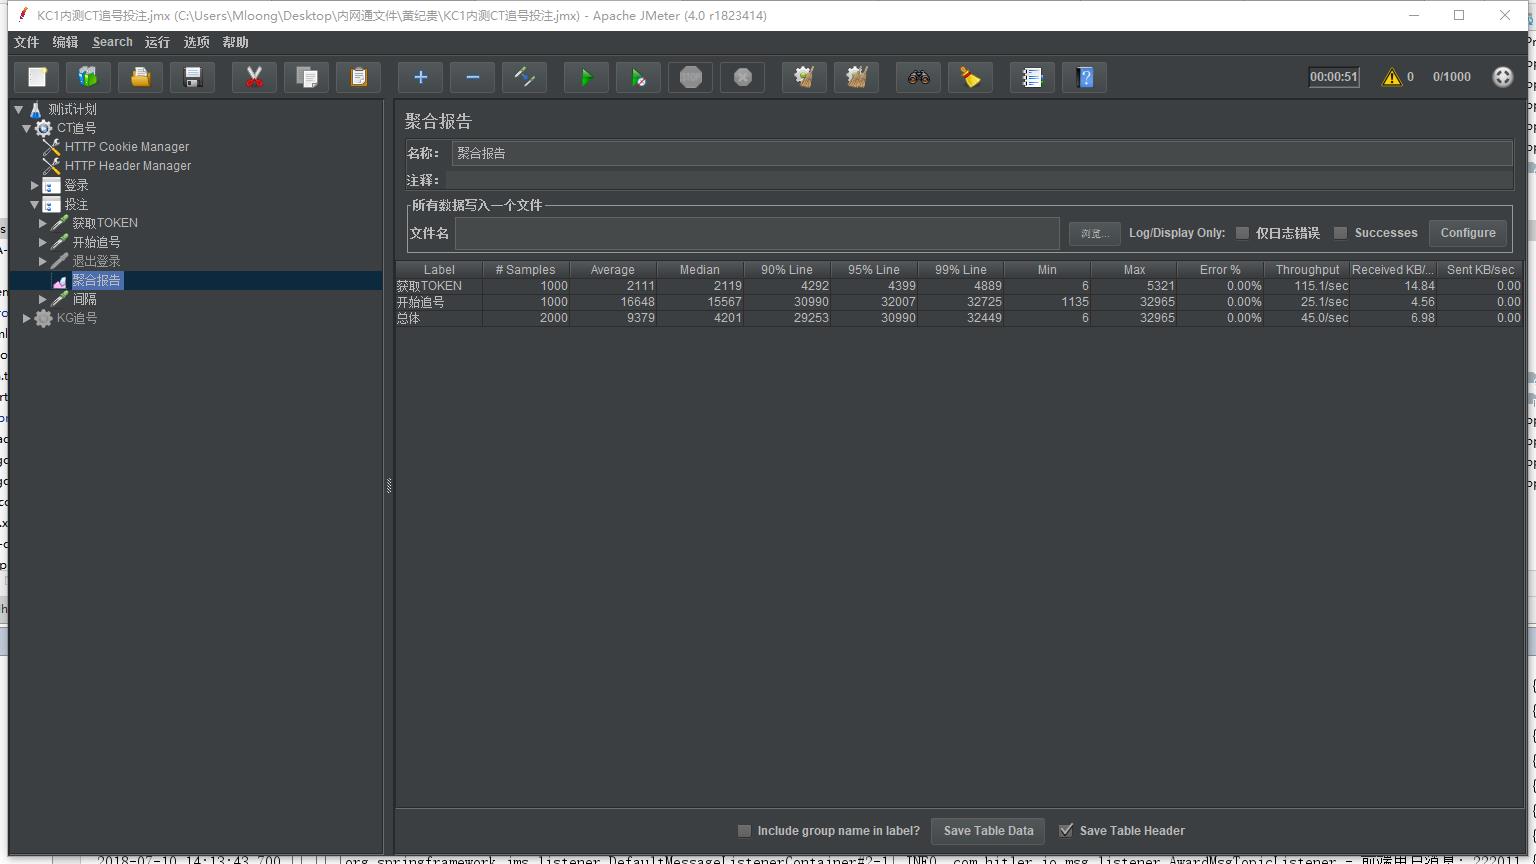 KC1内测CT追号投注.jmx (C:\Users\Mloong\Desktop\内网通文件\黄纪贵\KC1内测CT追号投注.jmx) - Apache JMeter (4.0 r1823414)
文件 编辑 Search 运行 选项 帮助
STOP 00:00:51 0 0/1000
测试计划
CT追号
HTTP Cookie Manager
HTTP Header Manager
登录
投注
获取TOKEN
开始追号
退出登录
聚合报告
间隔
KG追号
聚合报告
名称: 聚合报告
注释:
所有数据写入一个文件
文件名 浏览... Log/Display Only: 仅日志错误 Successes Configure
Label # Samples Average Median 90% Line 95% Line 99% Line Min Max Error % Throughput Received KB/... Sent KB/sec
获取TOKEN 1000 2111 2119 4292 4399 4889 6 5321 0.00% 115.1/sec 14.84 0.00
开始追号 1000 16648 15567 30990 32007 32725 1135 32965 0.00% 25.1/sec 4.56 0.00
总体 2000 9379 4201 29253 30990 32449 6 32965 0.00% 45.0/sec 6.98 0.00
Include group name in label? Save Table Data Save Table Header
2018-07-10 14:13:43,700 [org.springframework.jms.listener.DefaultMessageListenerContainer#2-1] INFO com.hitler.io.msg.listener.AwardMsgTopicListener -